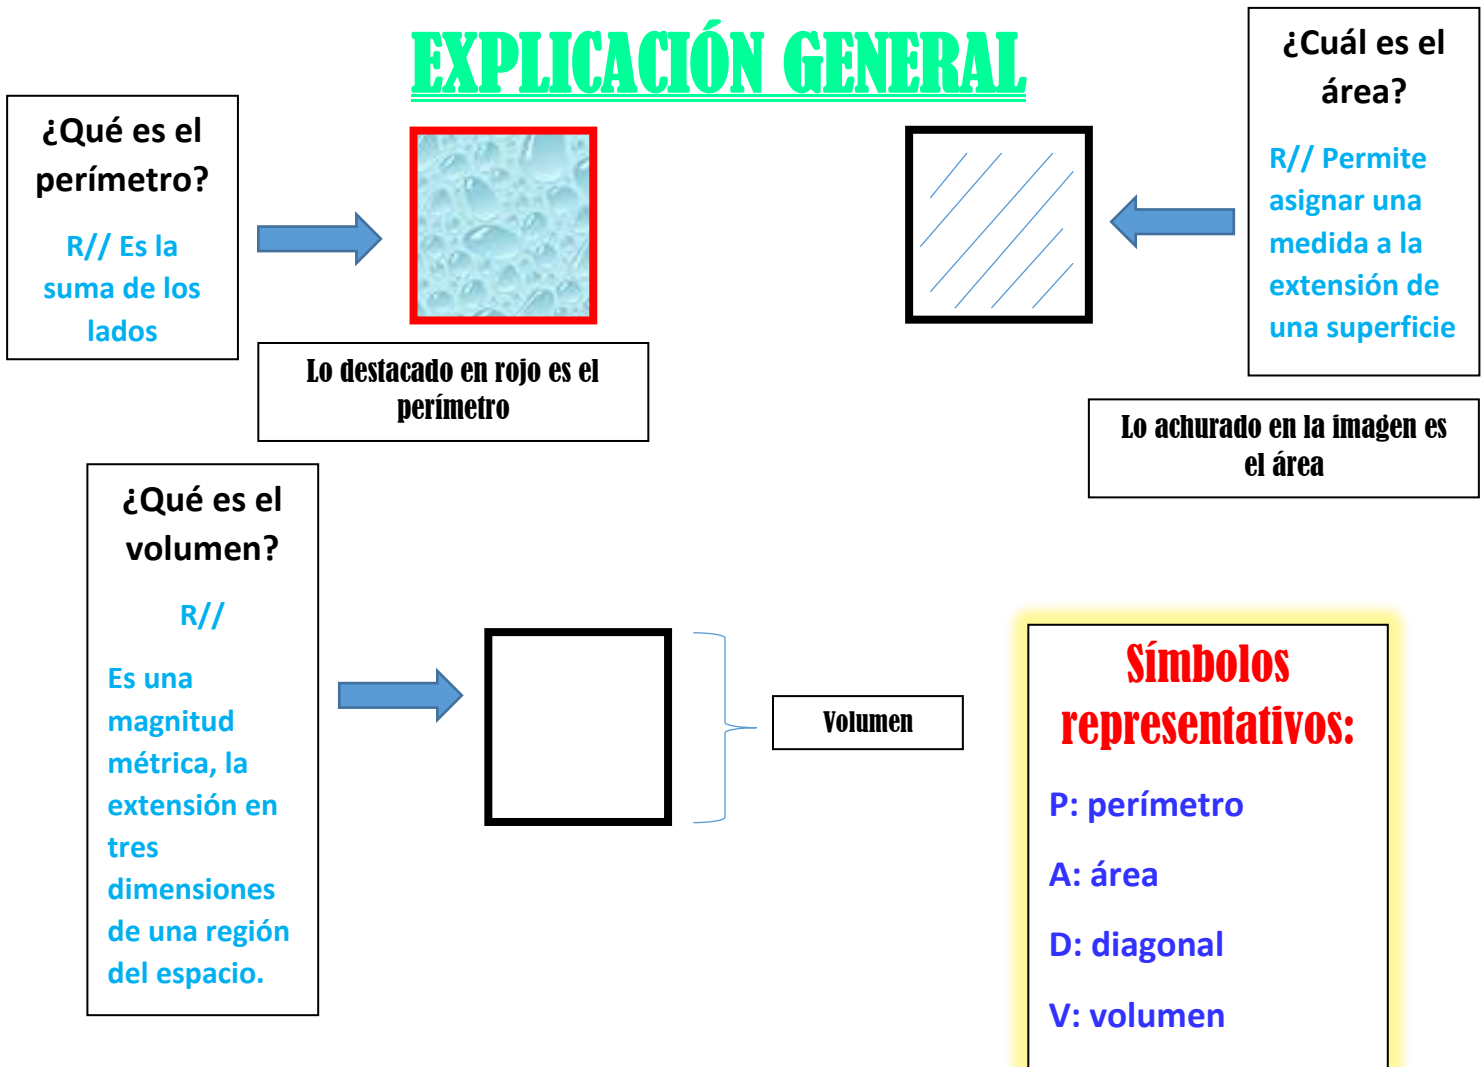 EXPLICACIÓN GENERAL
¿Qué es el
perímetro?
R// Es la
suma de los
lados
Lo destacado en rojo es el
perímetro
¿Cuál es el
área?
R// Permite
asignar una
medida a la
extensión de
una superficie
Lo achurado en la imagen es
el área
¿Qué es el
volumen?
R//
Es una
magnitud
métrica, la
extensión en
tres
dimensiones
de una región
del espacio.
Volumen
Símbolos
representativos:
P: perímetro
A: área
D: diagonal
V: volumen